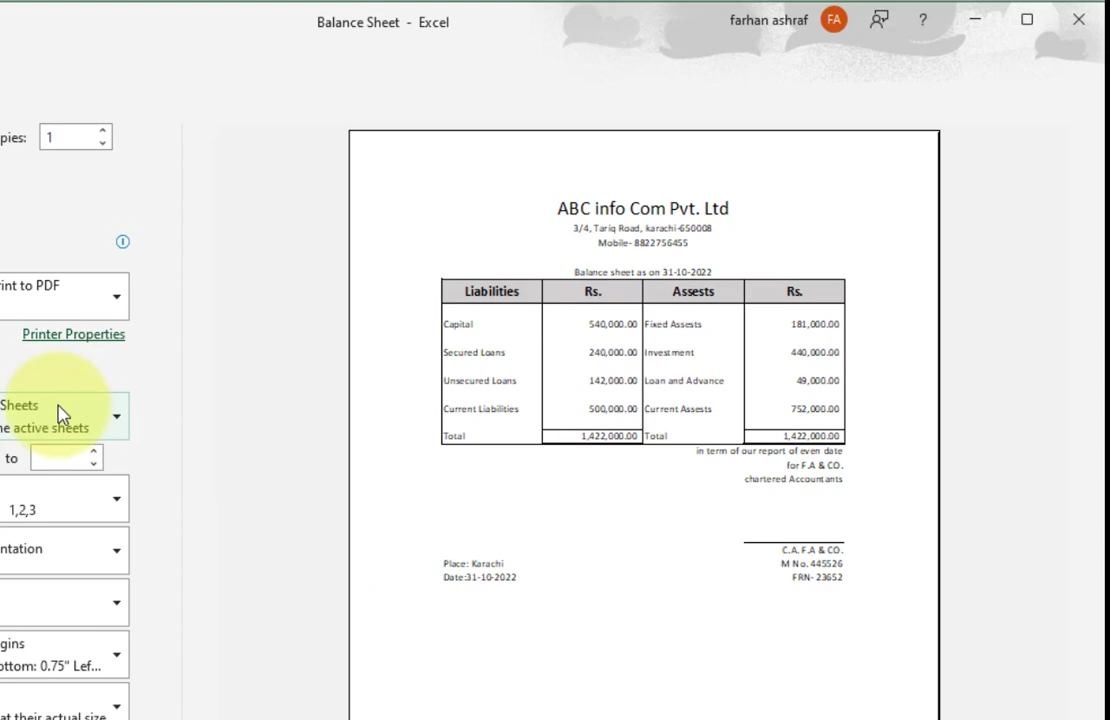 Balance Sheet - Excel
farhan ashraf FA ?
pies: 1
rint to PDF
Printer Properties
Sheets
ne active sheets
to
1,2,3
ntation
gins
ottom: 0.75" Lef...
at their actual size
ABC info Com Pvt. Ltd
3/4, Tariq Road, karachi-650008
Mobile- 8822756455
Balance sheet as on 31-10-2022
Liabilities Rs. Assests Rs.
Capital 540,000.00 Fixed Assests 181,000.00
Secured Loans 240,000.00 Investment 440,000.00
Unsecured Loans 142,000.00 Loan and Advance 49,000.00
Current Liabilities 500,000.00 Current Assests 752,000.00
Total 1,422,000.00 Total 1,422,000.00
in term of our report of even date
for F.A & CO.
chartered Accountants
C.A. F.A & CO.
Place: Karachi M No. 445526
Date:31-10-2022 FRN- 23652